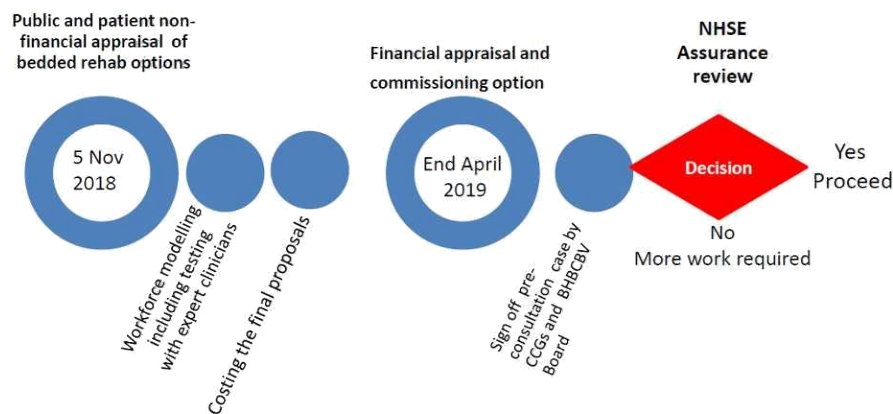 Public and patient non-
financial appraisal of
bedded rehab options
5 Nov
2018
Workforce modelling
including testing
with expert clinicians
Costing the final proposals
Financial appraisal and
commissioning option
End April
2019
Sign off pre-
consultation case by
CCGs and BHBCBV
Board
NHSE
Assurance
review
Decision
Yes
Proceed
No
More work required